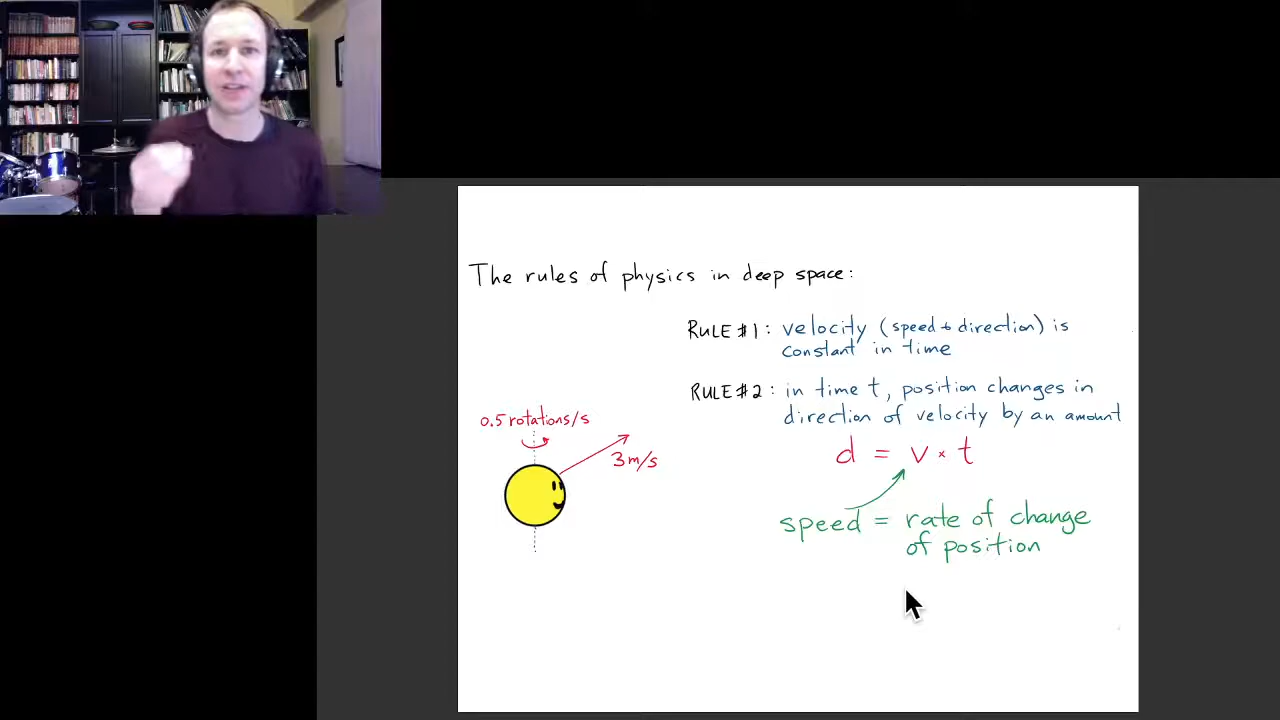 The rules of physics in deep space:
RULE #1: velocity (speed + direction) is
constant in time
RULE #2: in time t, position changes in
direction of velocity by an amount
d = v × t
speed = rate of change
of position
0.5 rotations/s
3 m/s